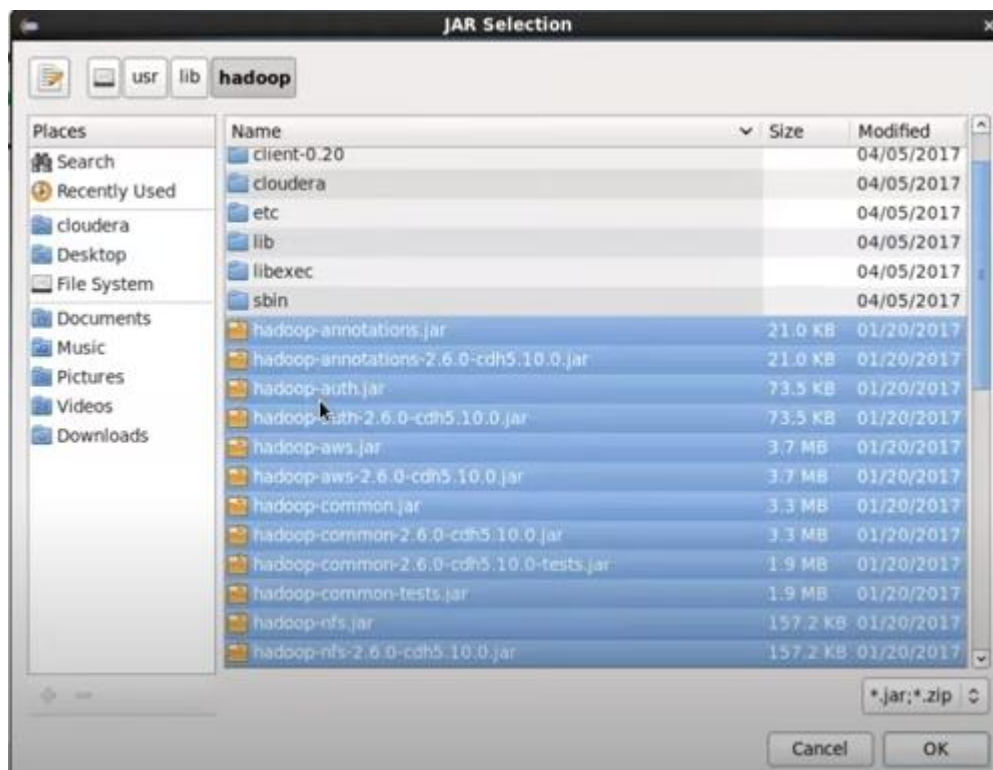 JAR Selection
usr lib hadoop
Places
Search
Recently Used
cloudera
Desktop
File System
Documents
Music
Pictures
Videos
Downloads
Name Size Modified
client-0.20 04/05/2017
cloudera 04/05/2017
etc 04/05/2017
lib 04/05/2017
libexec 04/05/2017
sbin 04/05/2017
hadoop-annotations.jar 21.0 KB 01/20/2017
hadoop-annotations-2.6.0-cdh5.10.0.jar 21.0 KB 01/20/2017
hadoop-auth.jar 73.5 KB 01/20/2017
hadoop-auth-2.6.0-cdh5.10.0.jar 73.5 KB 01/20/2017
hadoop-aws.jar 3.7 MB 01/20/2017
hadoop-aws-2.6.0-cdh5.10.0.jar 3.7 MB 01/20/2017
hadoop-common.jar 3.3 MB 01/20/2017
hadoop-common-2.6.0-cdh5.10.0.jar 3.3 MB 01/20/2017
hadoop-common-2.6.0-cdh5.10.0-tests.jar 1.9 MB 01/20/2017
hadoop-common-tests.jar 1.9 MB 01/20/2017
hadoop-nfs.jar 157.2 KB 01/20/2017
hadoop-nfs-2.6.0-cdh5.10.0.jar 157.2 KB 01/20/2017
*.jar;*.zip
Cancel OK